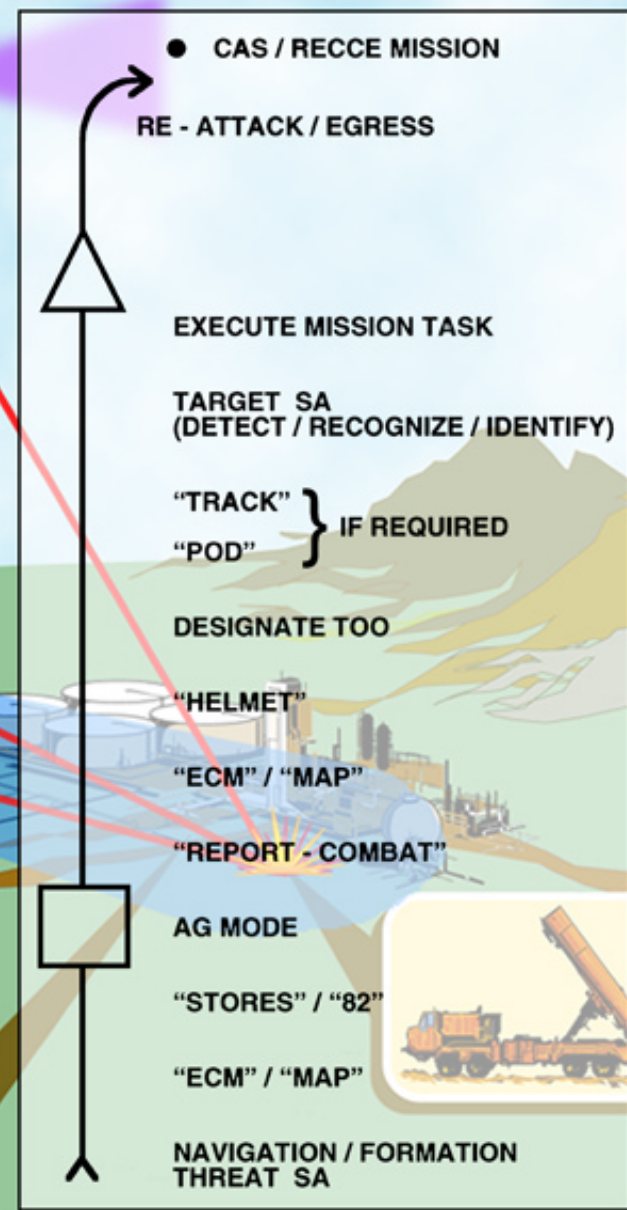 ● CAS / RECCE MISSION
RE - ATTACK / EGRESS
EXECUTE MISSION TASK
TARGET SA
(DETECT / RECOGNIZE / IDENTIFY)
“TRACK”
IF REQUIRED
“POD”
DESIGNATE TOO
“HELMET”
“ECM” / “MAP”
“REPORT - COMBAT”
AG MODE
“STORES” / “82”
“ECM” / “MAP”
NAVIGATION / FORMATION
THREAT SA